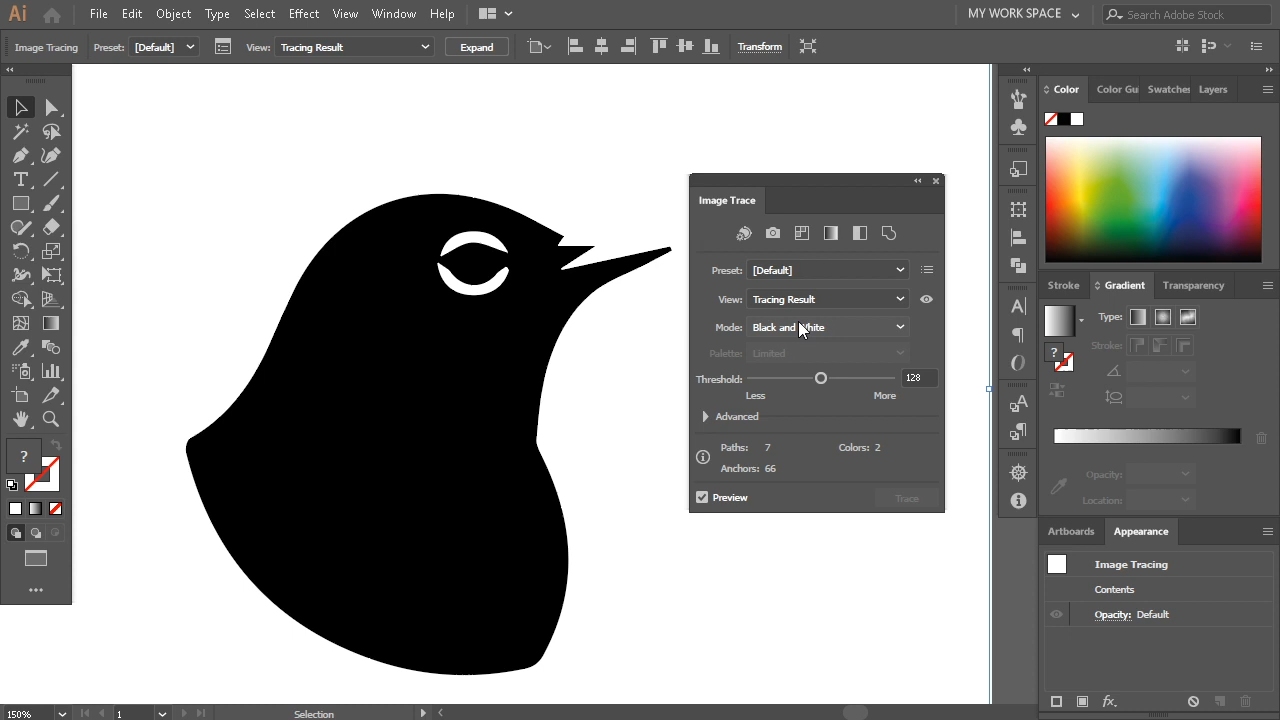 Ai File Edit Object Type Select Effect View Window Help MY WORK SPACE Search Adobe Stock
Image Tracing Preset: [Default] View: Tracing Result Expand Transform
Color Color Gu Swatches Layers
Image Trace
Preset: [Default]
View: Tracing Result
Mode: Black and White
Palette: Limited
Threshold: 128
Less More
Advanced
Paths: 7 Colors: 2
Anchors: 66
Preview Trace
Stroke Gradient Transparency
Type:
Stroke:
Opacity:
Location:
Artboards Appearance
Image Tracing
Contents
Opacity: Default
fx.
150% 1 Selection